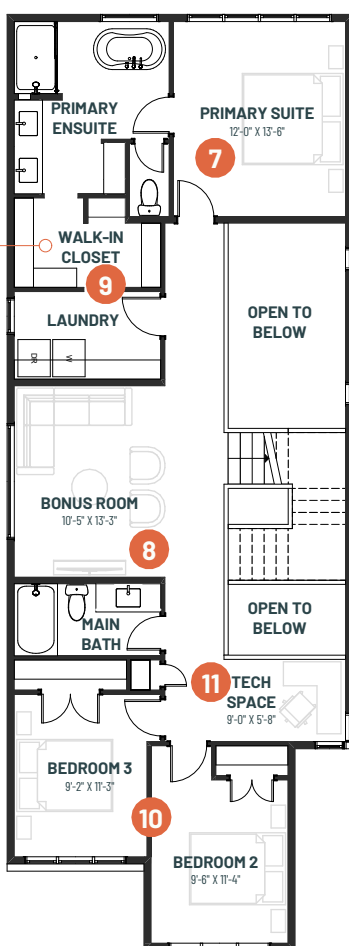 PRIMARY
ENSUITE
PRIMARY SUITE
12'-0" X 13'-6"
7
WALK-IN
CLOSET
9
LAUNDRY
DR
W
OPEN TO
BELOW
BONUS ROOM
10'-5" X 13'-3"
8
MAIN
BATH
OPEN TO
BELOW
11
TECH
SPACE
9'-0" X 5'-8"
BEDROOM 3
9'-2" X 11'-3"
10
BEDROOM 2
9'-6" X 11'-4"